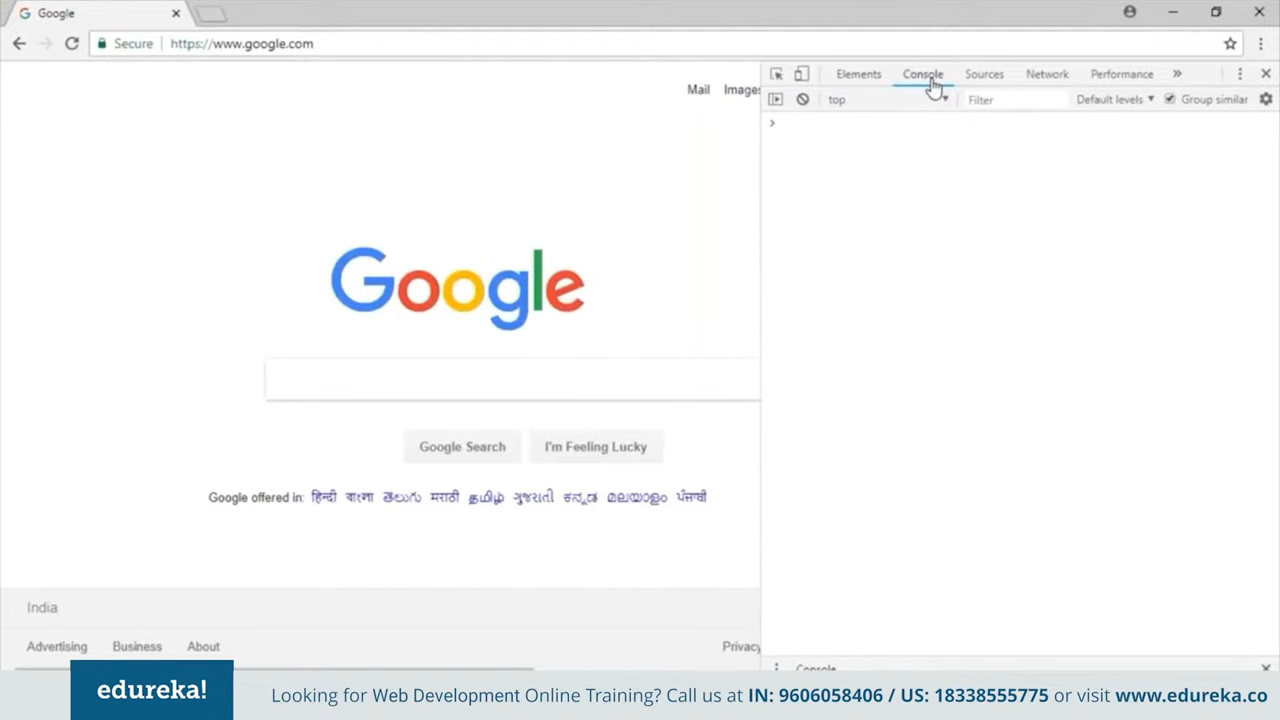 Google
Secure https://www.google.com
Elements Console Sources Network Performance »
top Filter Default levels Group similar
Mail Images
Google
Google Search I'm Feeling Lucky
Google offered in: हिन्दी বাংলা తెలుగు मराठी தமிழ் ગુજરાતી ಕನ್ನಡ മലയാളം ਪੰਜਾਬੀ
India
Advertising Business About Privacy
Console
edureka! Looking for Web Development Online Training? Call us at IN: 9606058406 / US: 18338555775 or visit www.edureka.co